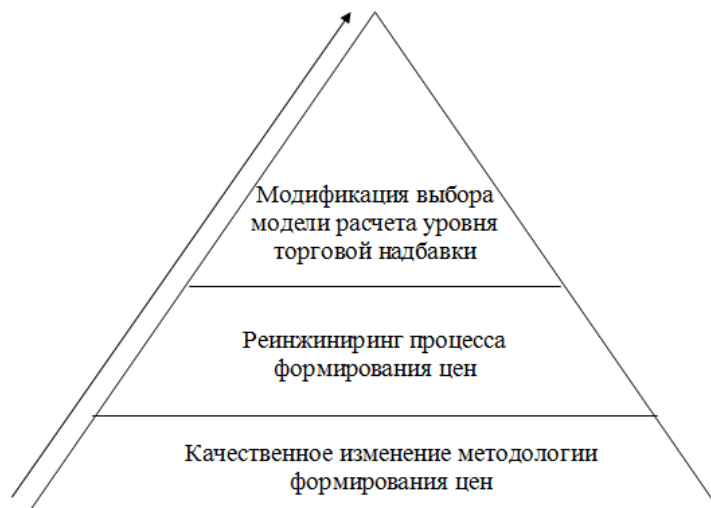 Модификация выбора
модели расчета уровня
торговой надбавки
Реинжиниринг процесса
формирования цен
Качественное изменение методологии
формирования цен